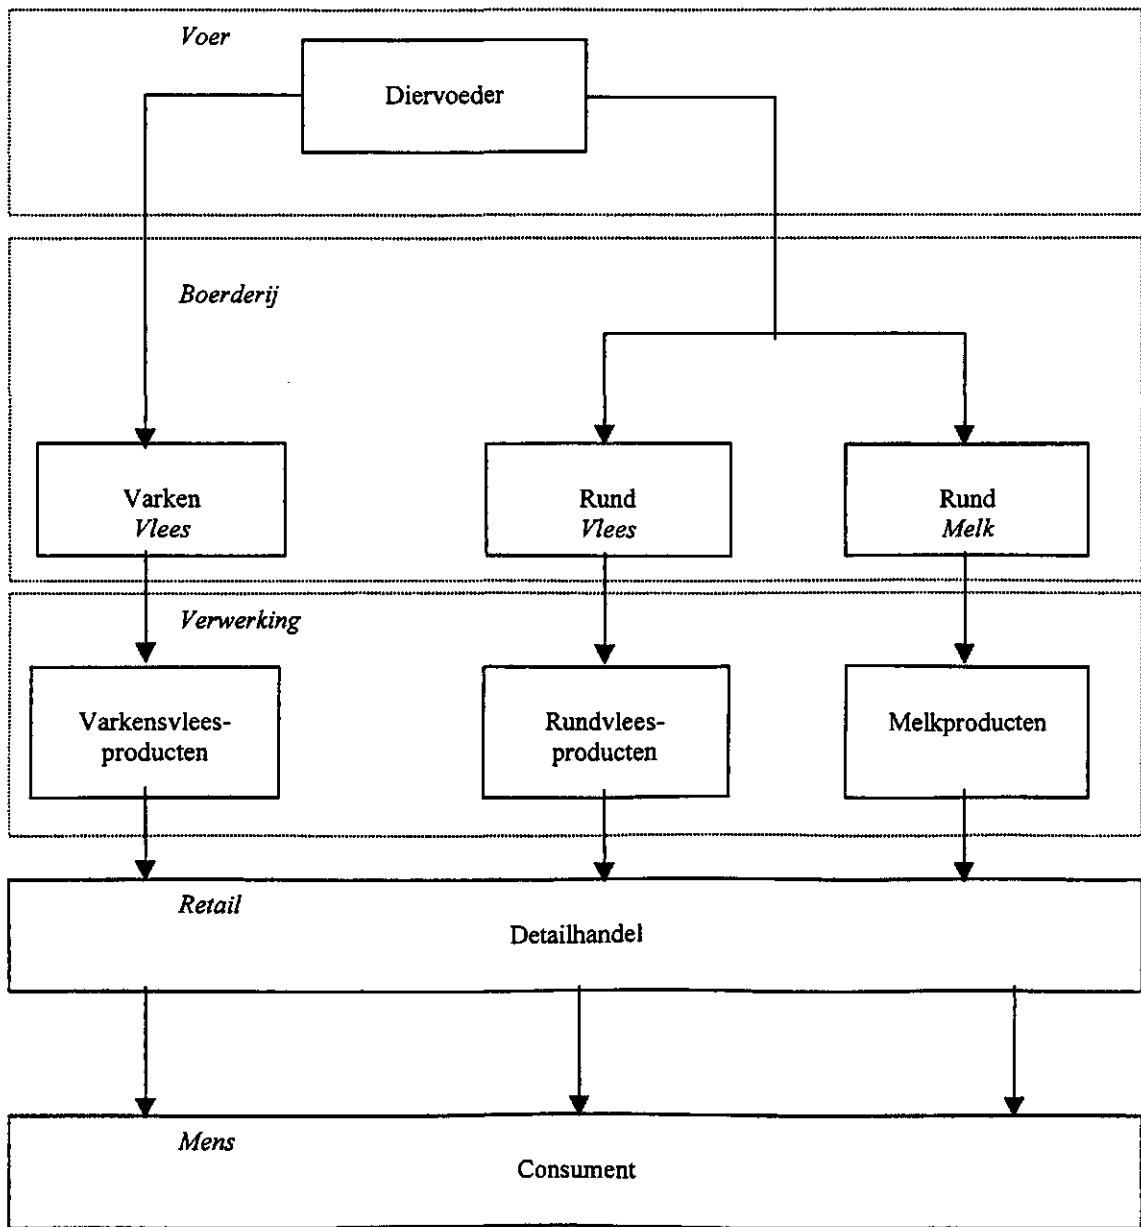 Voer
Diervoeder
Boerderij
Varken
Vlees
Rund
Vlees
Rund
Melk
Verwerking
Varkensvlees-
producten
Rundvlees-
producten
Melkproducten
Retail
Detailhandel
Mens
Consument